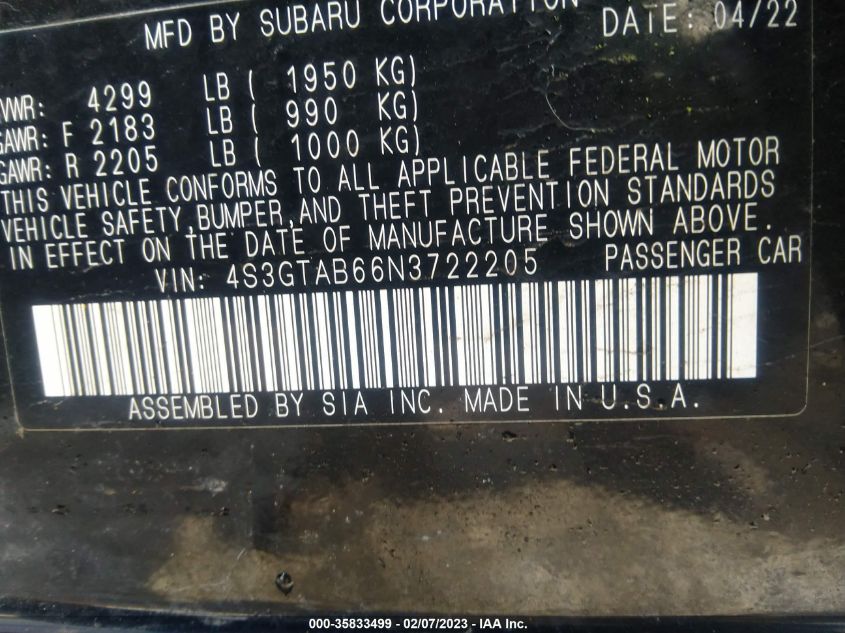 MFD BY SUBARU CORPORATION DATE: 04/22
VWR: 4299 LB ( 1950 KG)
GAWR: F 2183 LB ( 990 KG)
GAWR: R 2205 LB ( 1000 KG)
THIS VEHICLE CONFORMS TO ALL APPLICABLE FEDERAL MOTOR
VEHICLE SAFETY, BUMPER, AND THEFT PREVENTION STANDARDS
IN EFFECT ON THE DATE OF MANUFACTURE SHOWN ABOVE.
VIN: 4S3GTAB66N3722205 PASSENGER CAR
ASSEMBLED BY SIA INC. MADE IN U.S.A.
000-35833499 - 02/07/2023 - IAA Inc.